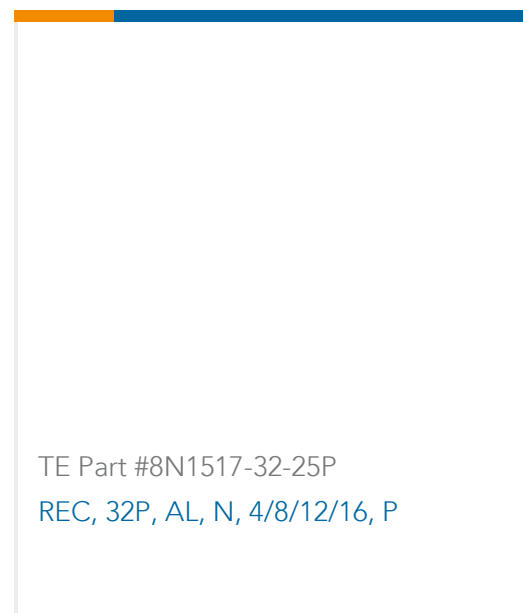 TE Part #8N1517-32-25P
REC, 32P, AL, N, 4/8/12/16, P